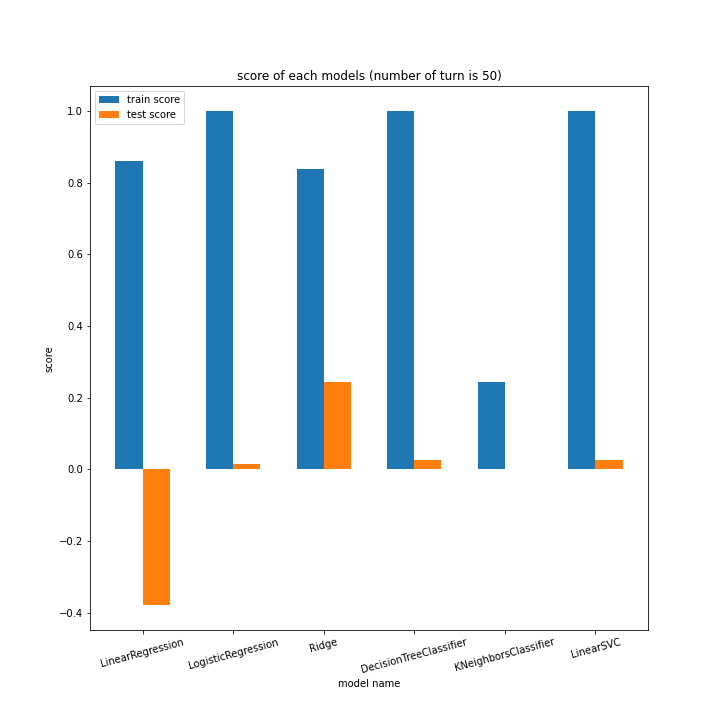 score of each models (number of turn is 50)
train score
test score
1.0
0.8
0.6
0.4
0.2
0.0
−0.2
−0.4
score
LinearRegression
LogisticRegression
Ridge
DecisionTreeClassifier
KNeighborsClassifier
LinearSVC
model name